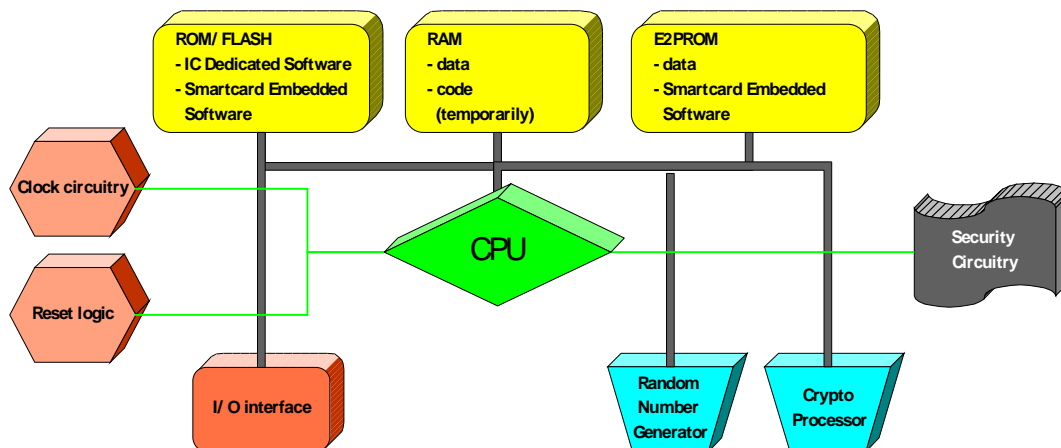 ROM/ FLASH
- IC Dedicated Software
- Smartcard Embedded
Software
RAM
- data
- code
(temporarily)
E2PROM
- data
- Smartcard Embedded
Software
Clock circuitry
CPU
Security
Circuitry
Reset logic
I/ O interface
Random
Number
Generator
Crypto
Processor